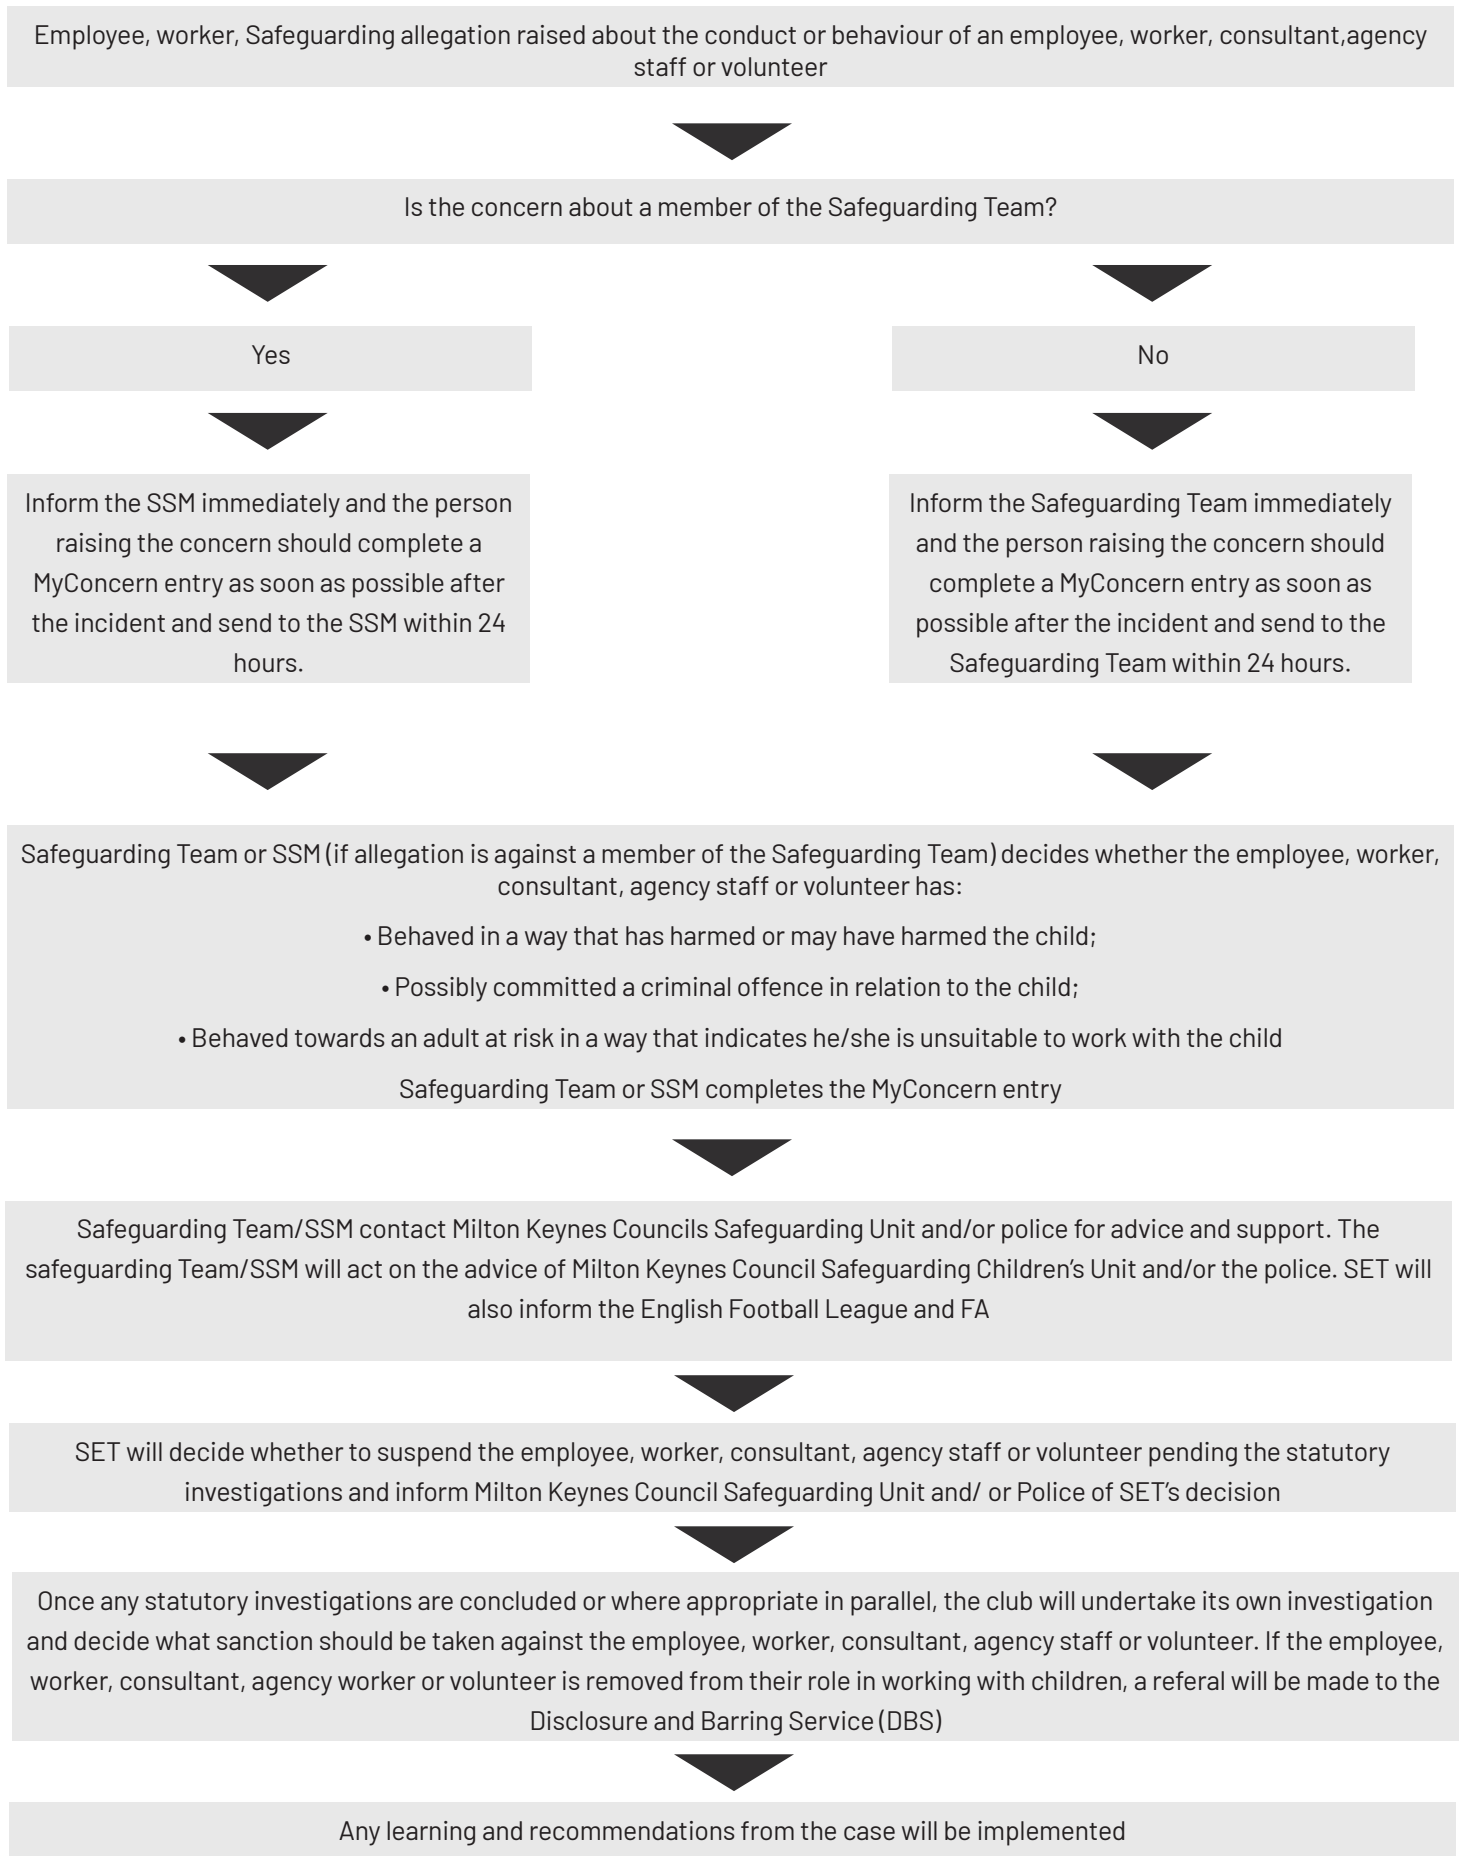 Employee, worker, Safeguarding allegation raised about the conduct or behaviour of an employee, worker, consultant,agency
staff or volunteer
Is the concern about a member of the Safeguarding Team?
Yes
No
Inform the SSM immediately and the person
raising the concern should complete a
MyConcern entry as soon as possible after
the incident and send to the SSM within 24
hours.
Inform the Safeguarding Team immediately
and the person raising the concern should
complete a MyConcern entry as soon as
possible after the incident and send to the
Safeguarding Team within 24 hours.
Safeguarding Team or SSM (if allegation is against a member of the Safeguarding Team) decides whether the employee, worker,
consultant, agency staff or volunteer has:
• Behaved in a way that has harmed or may have harmed the child;
• Possibly committed a criminal offence in relation to the child;
• Behaved towards an adult at risk in a way that indicates he/she is unsuitable to work with the child
Safeguarding Team or SSM completes the MyConcern entry
Safeguarding Team/SSM contact Milton Keynes Councils Safeguarding Unit and/or police for advice and support. The
safeguarding Team/SSM will act on the advice of Milton Keynes Council Safeguarding Children's Unit and/or the police. SET will
also inform the English Football League and FA
SET will decide whether to suspend the employee, worker, consultant, agency staff or volunteer pending the statutory
investigations and inform Milton Keynes Council Safeguarding Unit and/ or Police of SET's decision
Once any statutory investigations are concluded or where appropriate in parallel, the club will undertake its own investigation
and decide what sanction should be taken against the employee, worker, consultant, agency staff or volunteer. If the employee,
worker, consultant, agency worker or volunteer is removed from their role in working with children, a referal will be made to the
Disclosure and Barring Service (DBS)
Any learning and recommendations from the case will be implemented